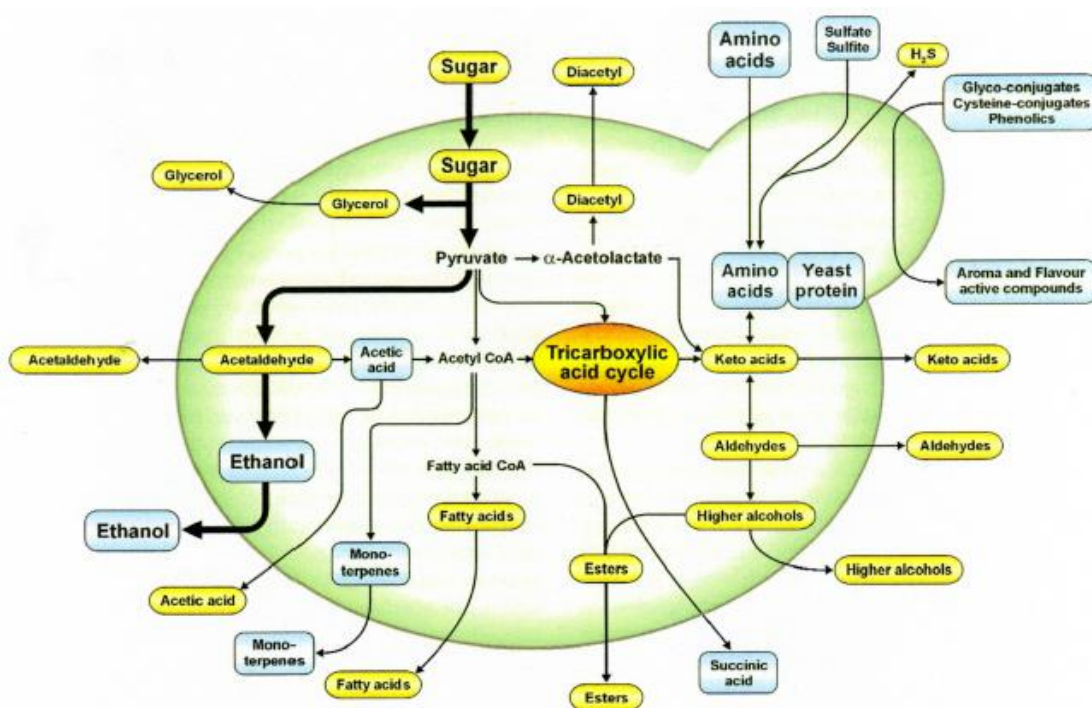 Sugar
Diacetyl
Amino
acids
Sulfate
Sulfite
H₂S
Glyco-conjugates
Cysteine-conjugates
Phenolics
Sugar
Glycerol
Glycerol
Diacetyl
Pyruvate
α-Acetolactate
Amino
acids
Yeast
protein
Aroma and Flavour
active compounds
Acetaldehyde
Acetaldehyde
Acetic
acid
Acetyl CoA
Tricarboxylic
acid cycle
Keto acids
Keto acids
Ethanol
Fatty acid CoA
Aldehydes
Aldehydes
Ethanol
Fatty acids
Higher alcohols
Mono-
terpenes
Esters
Higher alcohols
Acetic acid
Mono-
terpenes
Fatty acids
Esters
Succinic
acid